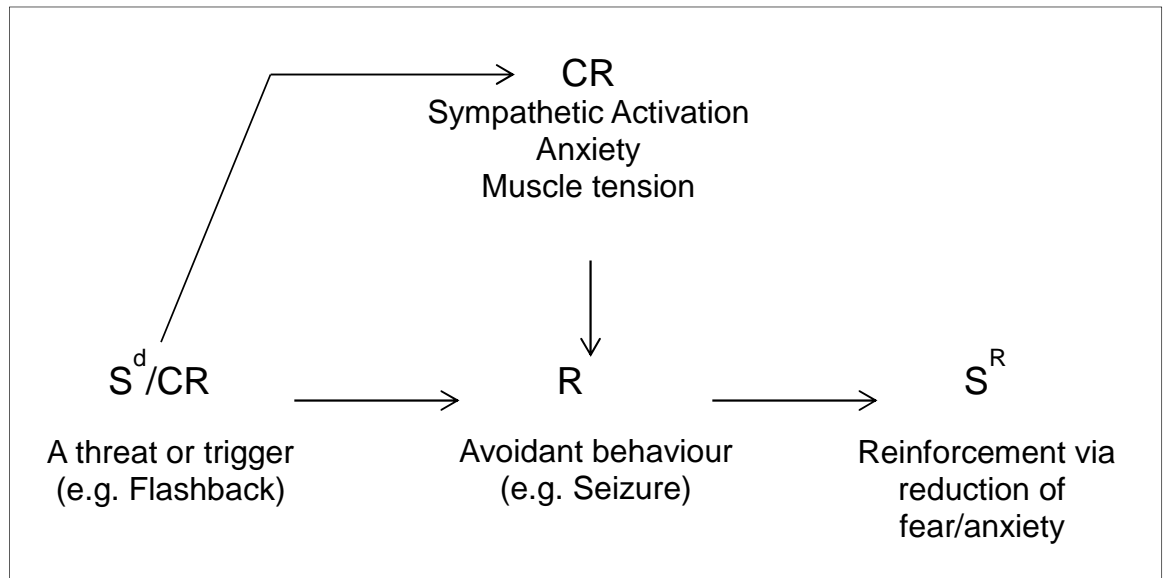 CR
Sympathetic Activation
Anxiety
Muscle tension
S^d/CR
A threat or trigger
(e.g. Flashback)
R
Avoidant behaviour
(e.g. Seizure)
S^R
Reinforcement via
reduction of
fear/anxiety